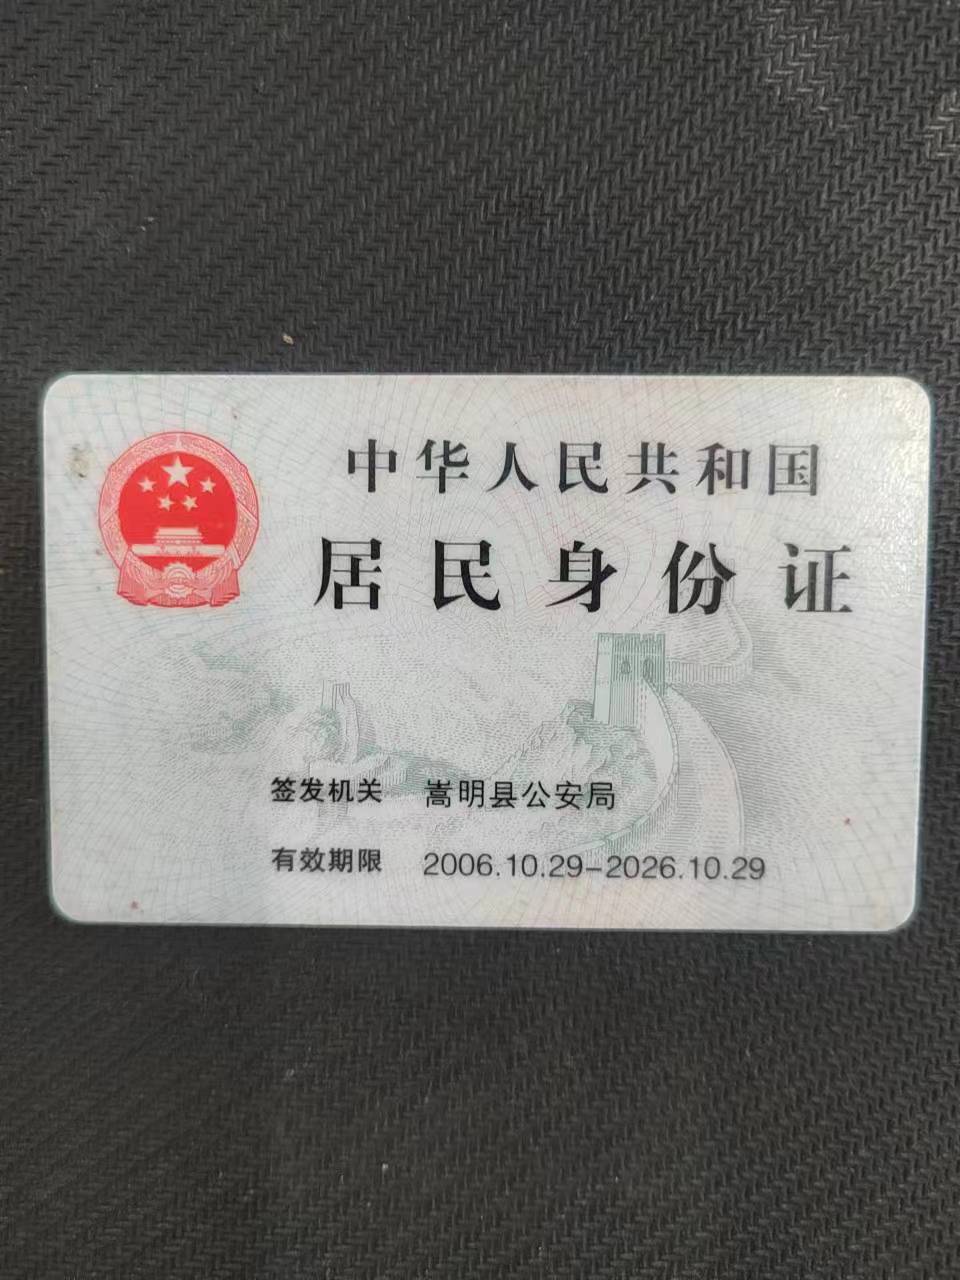 中华人民共和国
居民身份证
签发机关 嵩明县公安局
有效期限 2006.10.29-2026.10.29